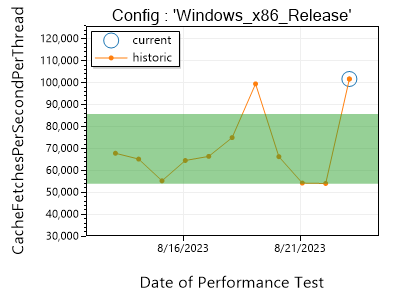 Config : 'Windows_x86_Release'
CacheFetchesPerSecondPerThread
current
historic
120,000
110,000
100,000
90,000
80,000
70,000
60,000
50,000
40,000
30,000
8/16/2023
8/21/2023
Date of Performance Test